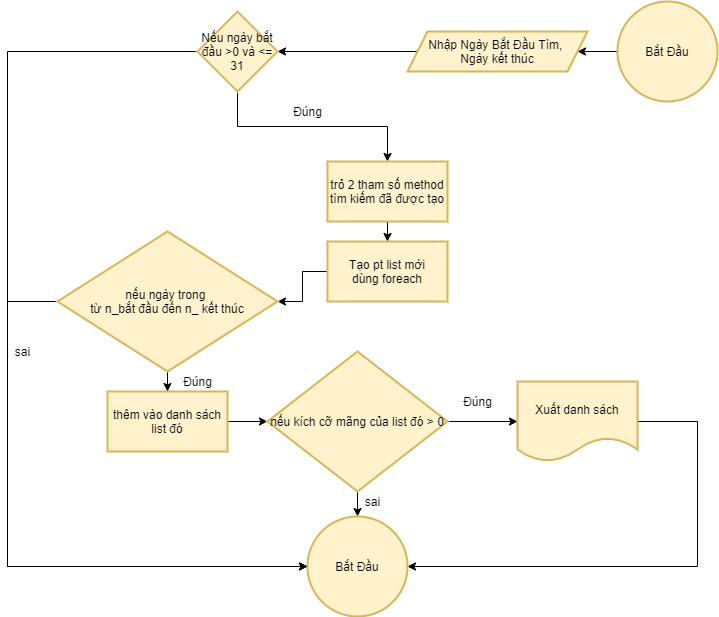 Bắt Đầu
Nhập Ngày Bắt Đầu Tìm,
Ngày kết thúc
Nếu ngày bắt
đầu >0 và <=
31
Đúng
trỏ 2 tham số method
tìm kiếm đã được tạo
Tạo pt list mới
dùng foreach
nếu ngày trong
từ n_bắt đầu đến n_ kết thúc
sai
Đúng
thêm vào danh sách
list đó
nếu kích cỡ mãng của list đó > 0
Đúng
Xuất danh sách
sai
Bắt Đầu